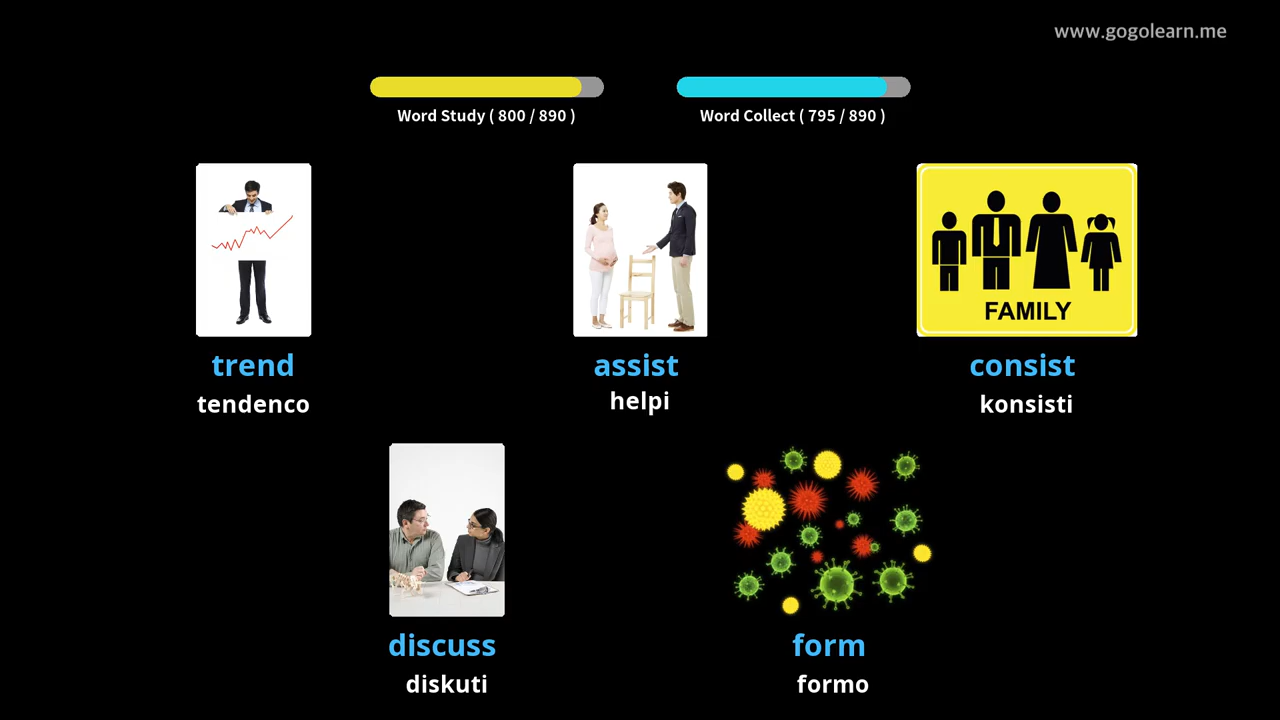 www.gogolearn.me
Word Study ( 800 / 890 )
Word Collect ( 795 / 890 )
FAMILY
trend
tendenco
assist
helpi
consist
konsisti
discuss
diskuti
form
formo